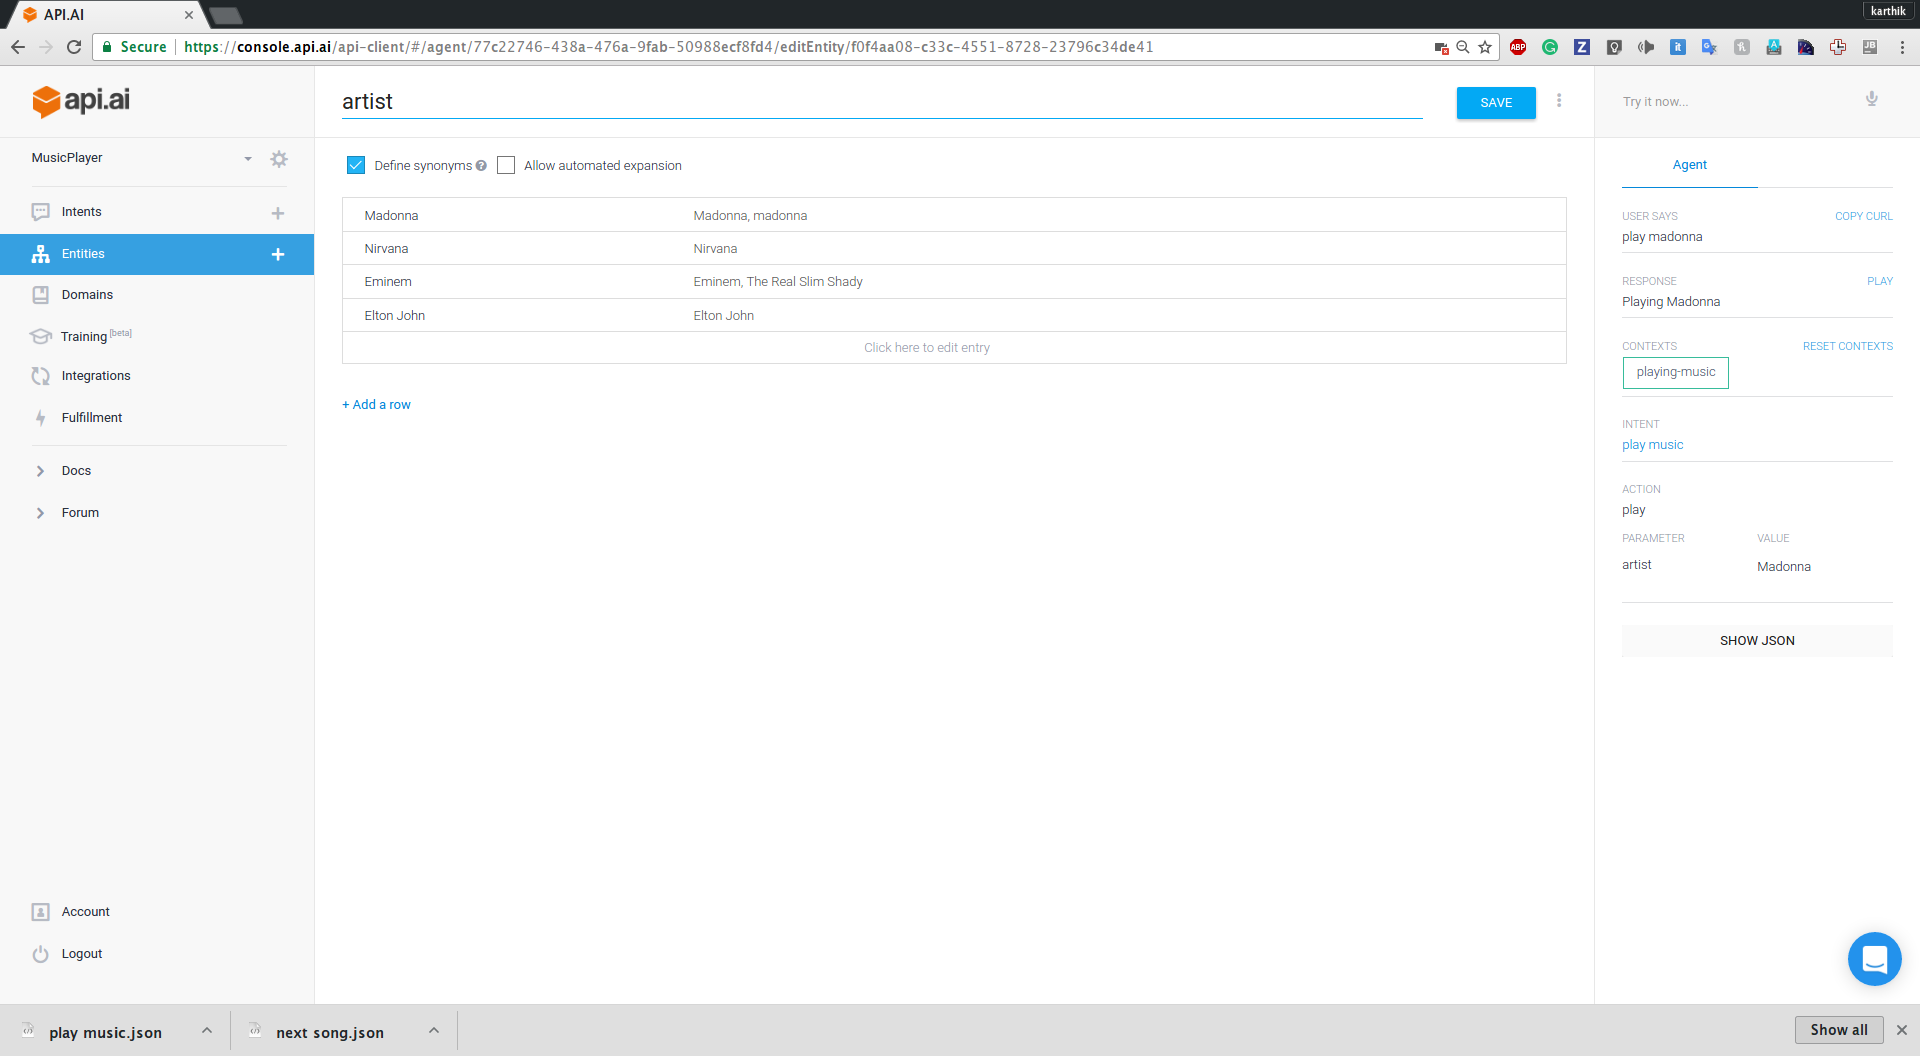 API.AI
karthik
Secure https://console.api.ai/api-client/#/agent/77c22746-438a-476a-9fab-50988ecf8fd4/editEntity/f0f4aa08-c33c-4551-8728-23796c34de41
ABP
Z
it
JB
api.ai
artist
SAVE
Try it now...
MusicPlayer
Define synonyms ? Allow automated expansion
Agent
Intents
Entities
Domains
Training [beta]
Integrations
Fulfillment
Docs
Forum
Account
Logout
Madonna Madonna, madonna
Nirvana Nirvana
Eminem Eminem, The Real Slim Shady
Elton John Elton John
Click here to edit entry
+ Add a row
USER SAYS COPY CURL
play madonna
RESPONSE PLAY
Playing Madonna
CONTEXTS RESET CONTEXTS
playing-music
INTENT
play music
ACTION
play
PARAMETER VALUE
artist Madonna
SHOW JSON
play music.json
next song.json
Show all